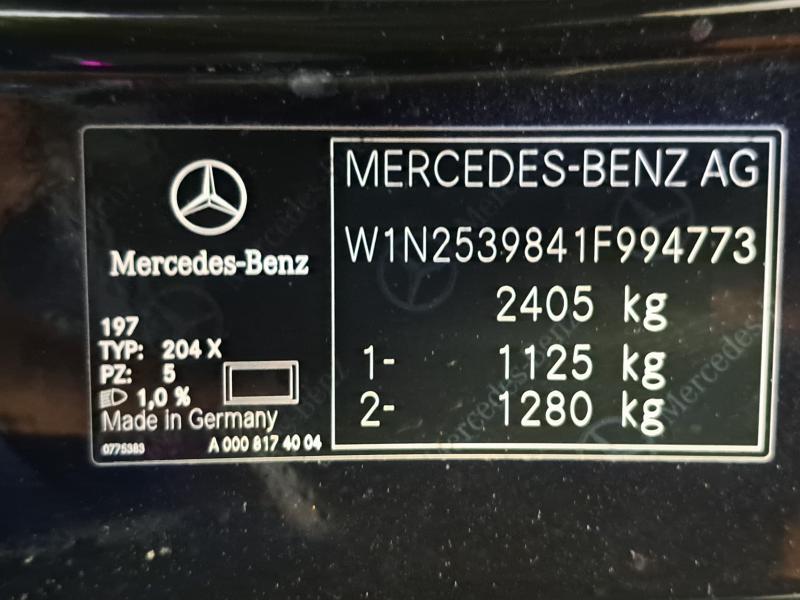 Mercedes-Benz
197
TYP: 204 X
PZ: 5
1,0 %
Made in Germany
0775383 A 000 817 40 04
MERCEDES-BENZ AG
W1N2539841F994773
2405 kg
1- 1125 kg
2- 1280 kg